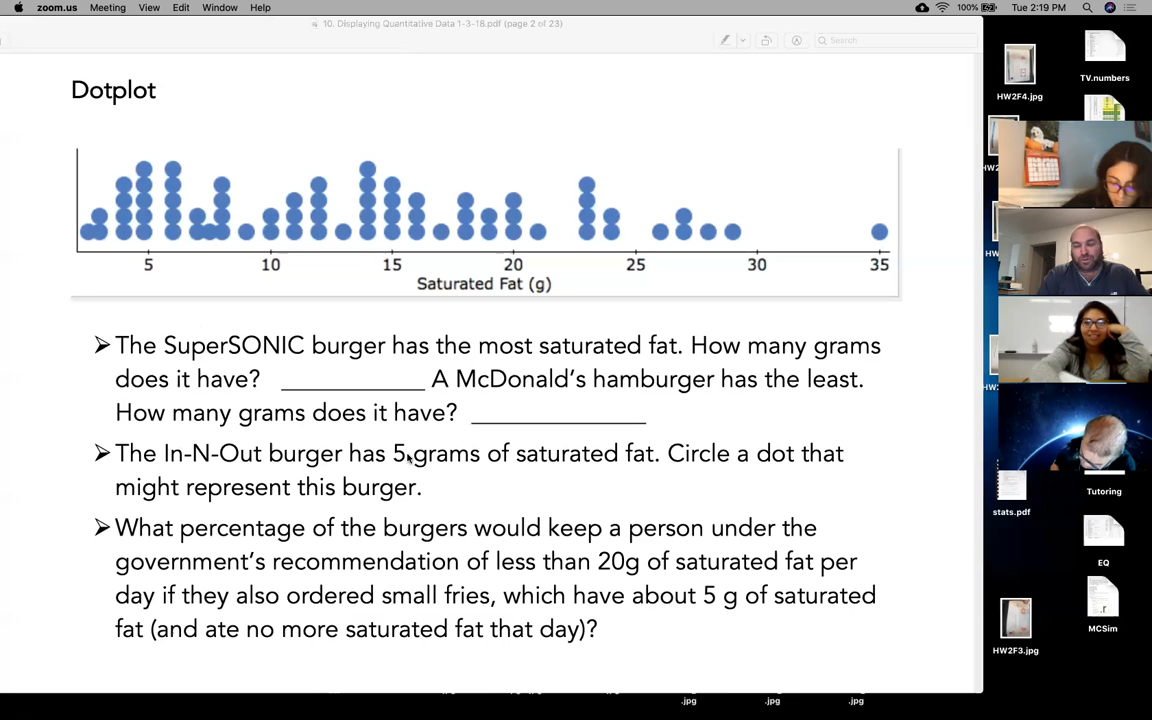 zoom.us Meeting View Edit Window Help 100% Tue 2:19 PM
10. Displaying Quantitative Data 1-3-18.pdf (page 2 of 23)
Search
Dotplot
5 10 15 20 25 30 35
Saturated Fat (g)
➢ The SuperSONIC burger has the most saturated fat. How many grams
does it have? ____________ A McDonald’s hamburger has the least.
How many grams does it have? _______________
➢ The In-N-Out burger has 5 grams of saturated fat. Circle a dot that
might represent this burger.
➢ What percentage of the burgers would keep a person under the
government’s recommendation of less than 20g of saturated fat per
day if they also ordered small fries, which have about 5 g of saturated
fat (and ate no more saturated fat that day)?
HW2F4.jpg
TV.numbers
Tutoring
stats.pdf
EQ
MCSim
HW2F3.jpg
.jpg .jpg .jpg